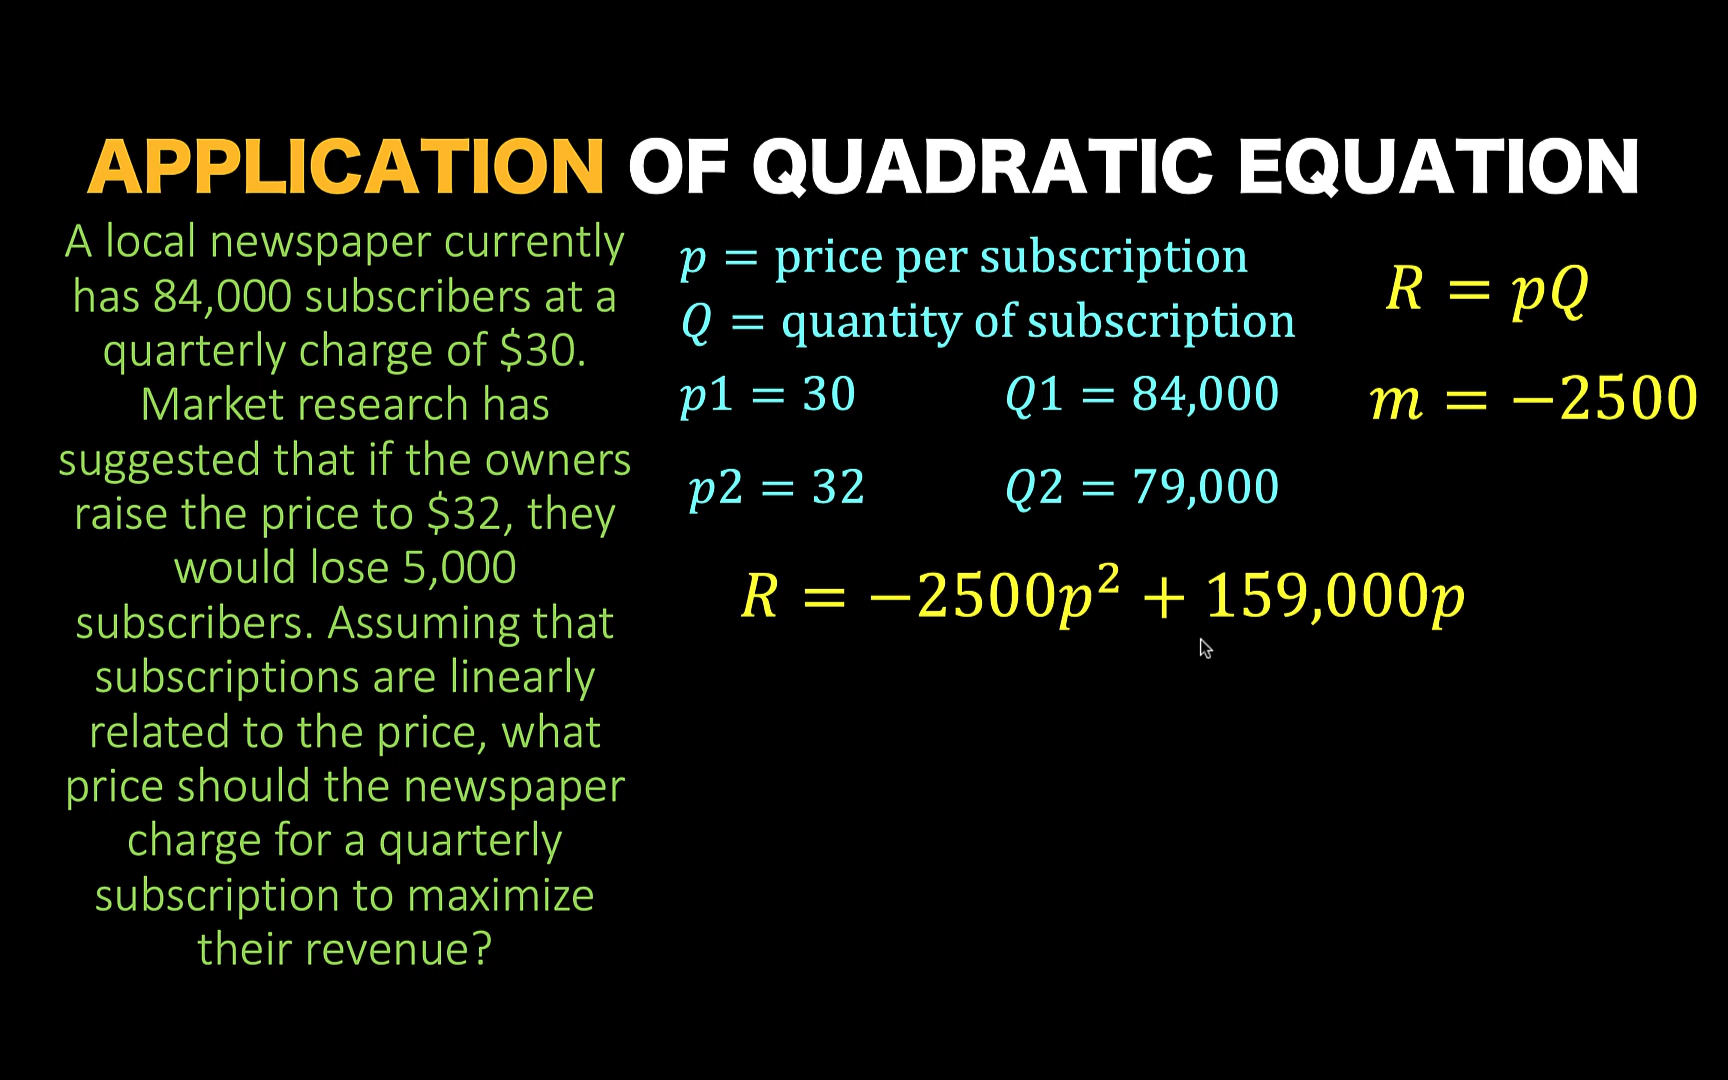 APPLICATION OF QUADRATIC EQUATION
A local newspaper currently
has 84,000 subscribers at a
quarterly charge of $30.
Market research has
suggested that if the owners
raise the price to $32, they
would lose 5,000
subscribers. Assuming that
subscriptions are linearly
related to the price, what
price should the newspaper
charge for a quarterly
subscription to maximize
their revenue?
p = price per subscription
Q = quantity of subscription
p1 = 30 Q1 = 84,000
p2 = 32 Q2 = 79,000
R = pQ
m = −2500
R = −2500p² + 159,000p